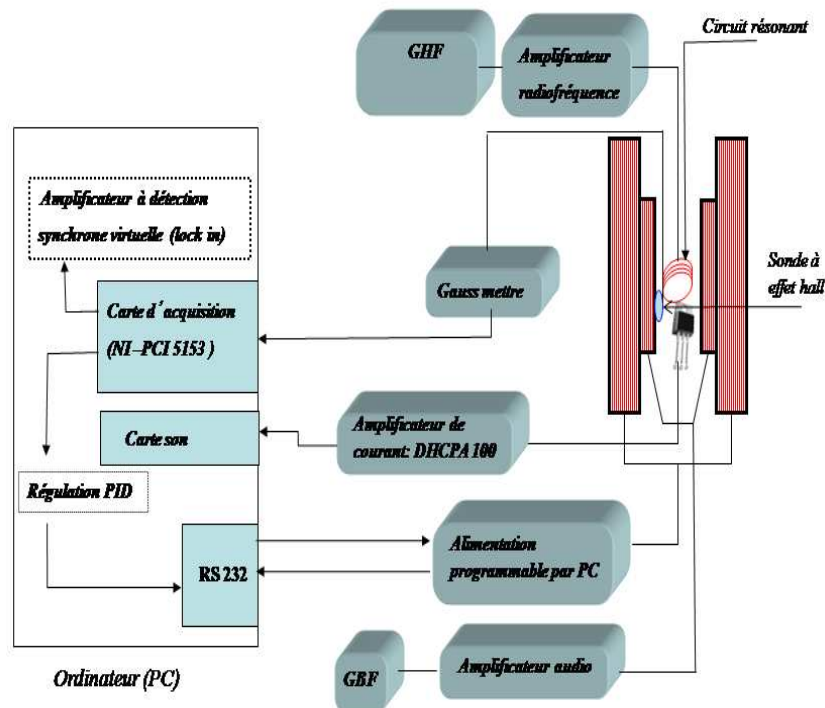 Circuit résonant
GHF
Amplificateur
radiofréquence
Amplificateur à détection
synchrone virtuelle (lock in)
Gauss mettre
Sonde à
effet hall
Carte d'acquisition
(NI–PCI 5153)
Carte son
Amplificateur de
courant: DHCPA 100
Régulation PID
RS 232
Alimentation
programmable par PC
Ordinateur (PC)
GBF
Amplificateur audio